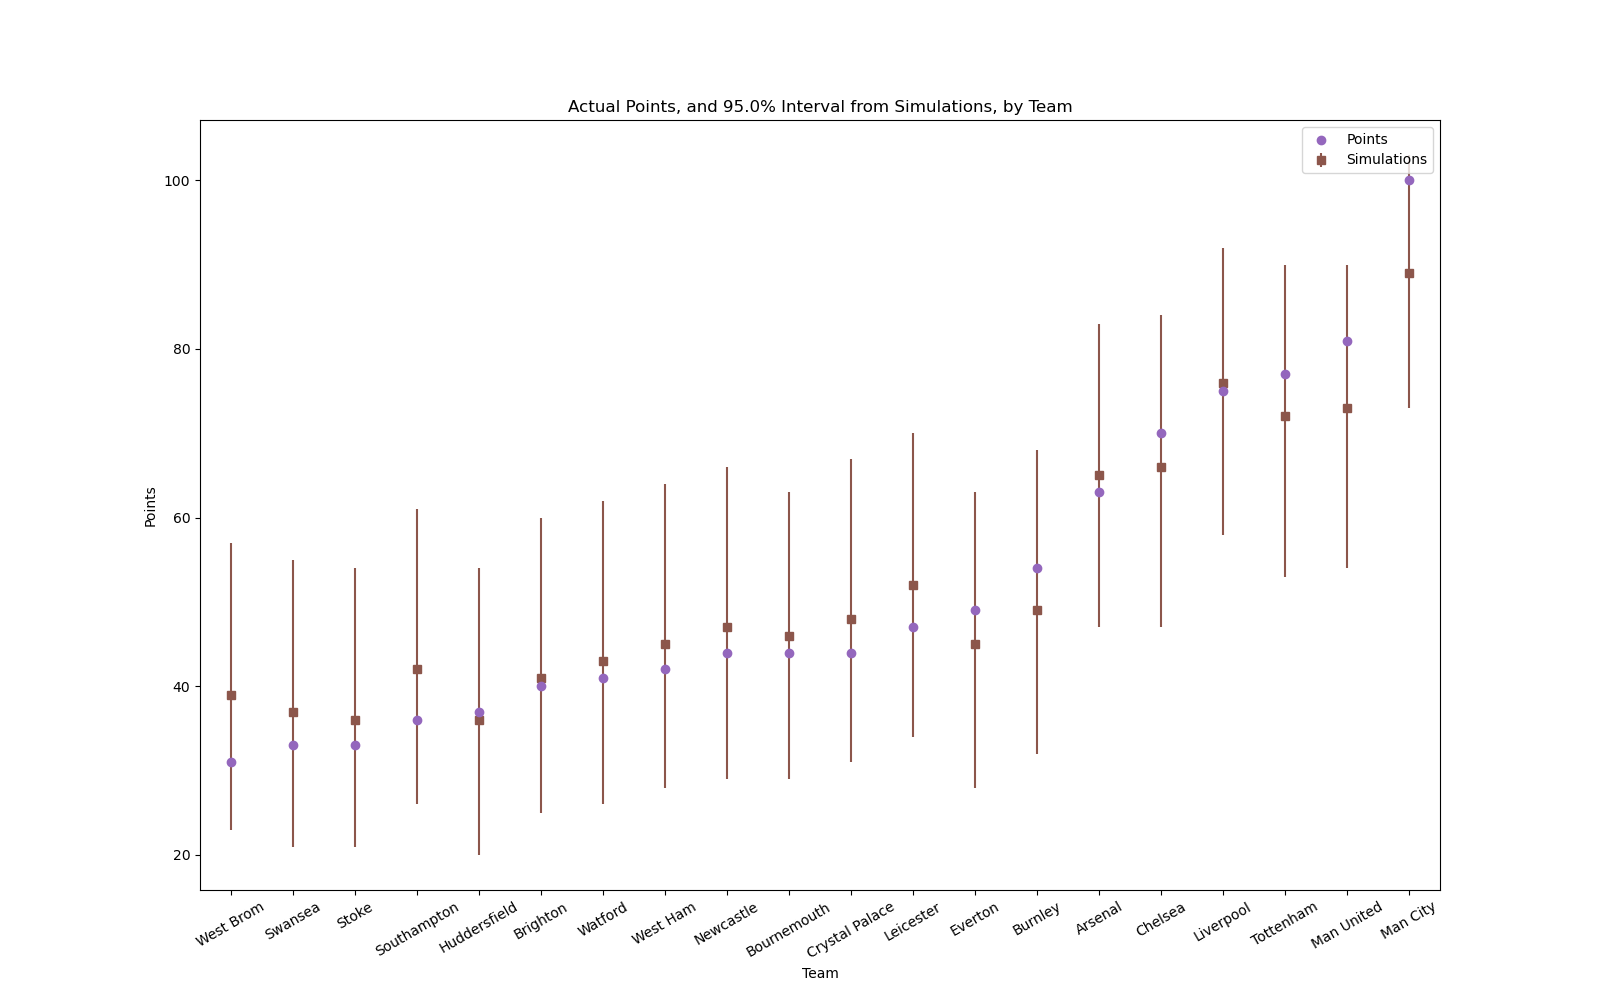 Actual Points, and 95.0% Interval from Simulations, by Team
Points
Simulations
100
80
60
40
20
Points
West Brom
Swansea
Stoke
Southampton
Huddersfield
Brighton
Watford
West Ham
Newcastle
Bournemouth
Crystal Palace
Leicester
Everton
Burnley
Arsenal
Chelsea
Liverpool
Tottenham
Man United
Man City
Team